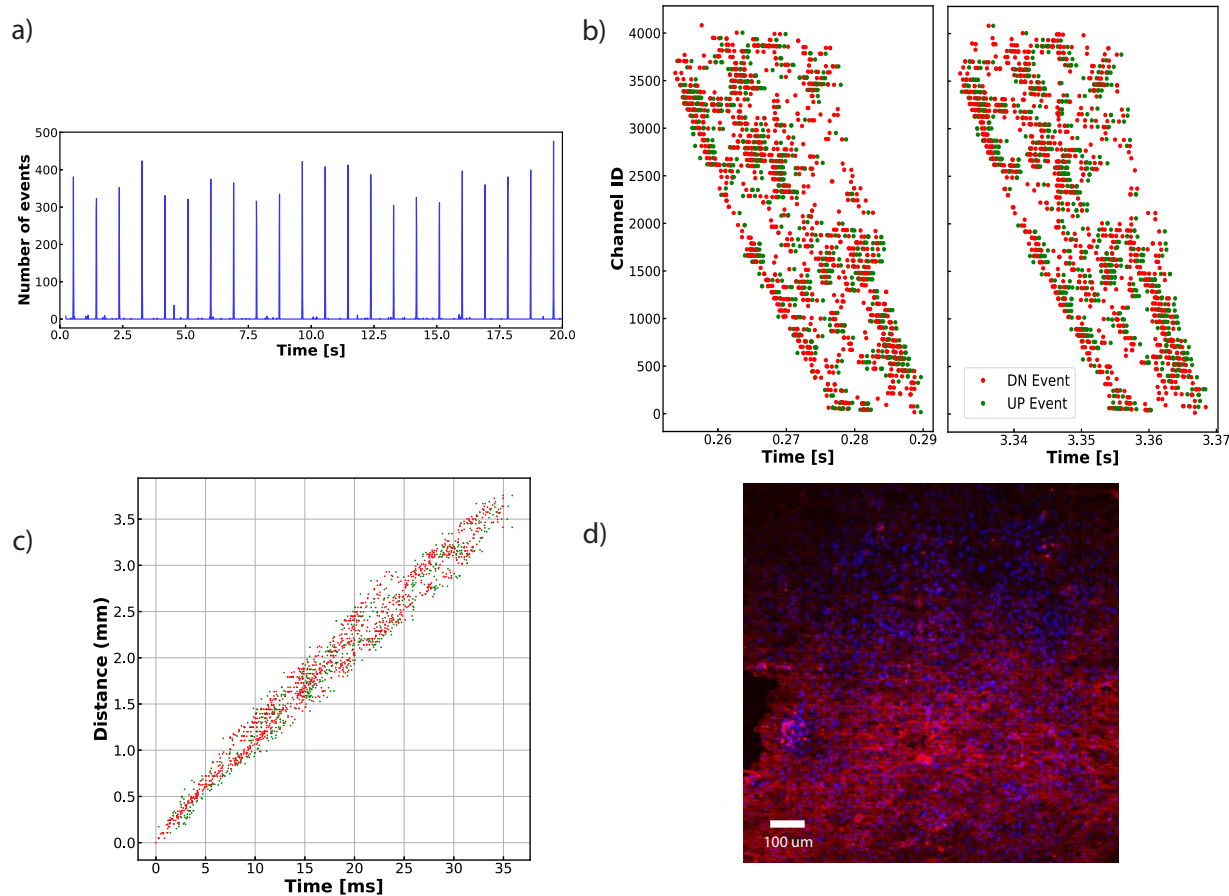 a)
500
400
300
200
100
0
Number of events
0.0 2.5 5.0 7.5 10.0 12.5 15.0 17.5 20.0
Time [s]
b)
4000
3500
3000
2500
2000
1500
1000
500
0
Channel ID
0.26 0.27 0.28 0.29
Time [s]
DN Event
UP Event
3.34 3.35 3.36 3.37
Time [s]
c)
3.5
3.0
2.5
2.0
1.5
1.0
0.5
0.0
Distance (mm)
0 5 10 15 20 25 30 35
Time [ms]
d)
100 um